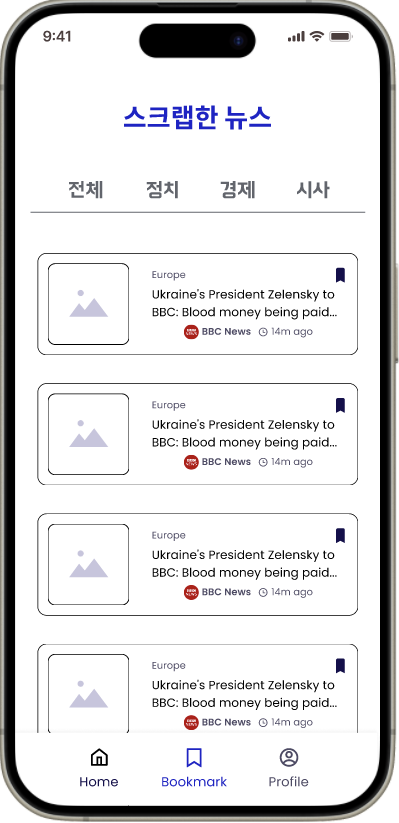 9:41
스크랩한 뉴스
전체 정치 경제 시사
Europe
Ukraine's President Zelensky to
BBC: Blood money being paid...
BBC News 14m ago
Europe
Ukraine's President Zelensky to
BBC: Blood money being paid...
BBC News 14m ago
Europe
Ukraine's President Zelensky to
BBC: Blood money being paid...
BBC News 14m ago
Europe
Ukraine's President Zelensky to
BBC: Blood money being paid...
BBC News 14m ago
Home Bookmark Profile